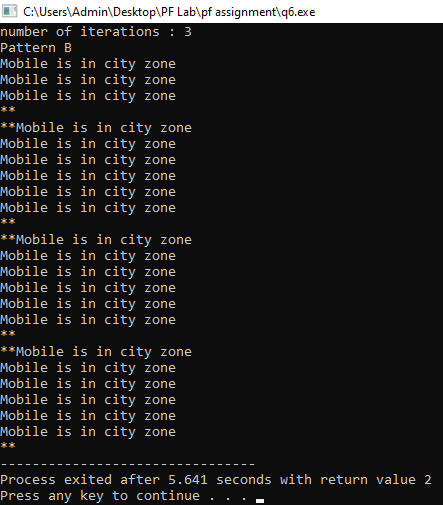 C:\Users\Admin\Desktop\PF Lab\pf assignment\q6.exe
number of iterations : 3
Pattern B
Mobile is in city zone
Mobile is in city zone
Mobile is in city zone
**
**Mobile is in city zone
Mobile is in city zone
Mobile is in city zone
Mobile is in city zone
Mobile is in city zone
Mobile is in city zone
**
**Mobile is in city zone
Mobile is in city zone
Mobile is in city zone
Mobile is in city zone
Mobile is in city zone
Mobile is in city zone
**
**Mobile is in city zone
Mobile is in city zone
Mobile is in city zone
Mobile is in city zone
Mobile is in city zone
Mobile is in city zone
**
--------------------------------
Process exited after 5.641 seconds with return value 2
Press any key to continue . . .